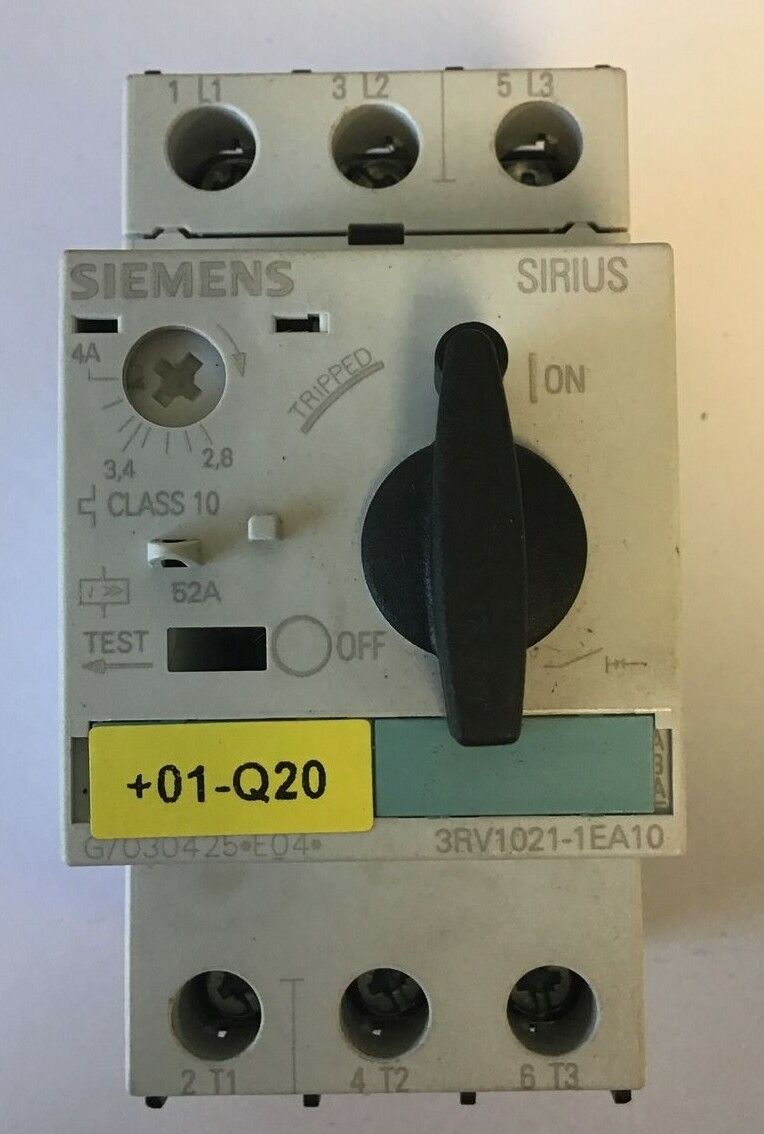 1 L1 3 L2 5 L3
SIEMENS SIRIUS
4A
TRIPPED
ON
3,4 2,8
CLASS 10
I >>
52A
TEST OFF
+01-Q20
A
B
A
G/030425•E04• 3RV1021-1EA10
2 T1 4 T2 6 T3